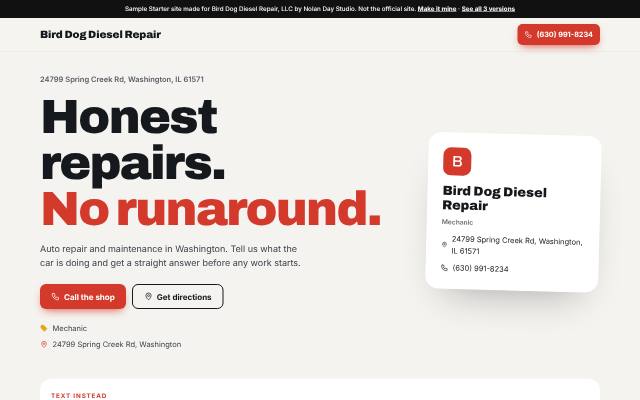 Sample Starter site made for Bird Dog Diesel Repair, LLC by Nolan Day Studio. Not the official site. Make it mine · See all 3 versions
Bird Dog Diesel Repair
(630) 991-8234
24799 Spring Creek Rd, Washington, IL 61571
Honest
repairs.
No runaround.
Auto repair and maintenance in Washington. Tell us what the
car is doing and get a straight answer before any work starts.
Call the shop
Get directions
Mechanic
24799 Spring Creek Rd, Washington
B
Bird Dog Diesel
Repair
Mechanic
24799 Spring Creek Rd, Washington,
IL 61571
(630) 991-8234
TEXT INSTEAD